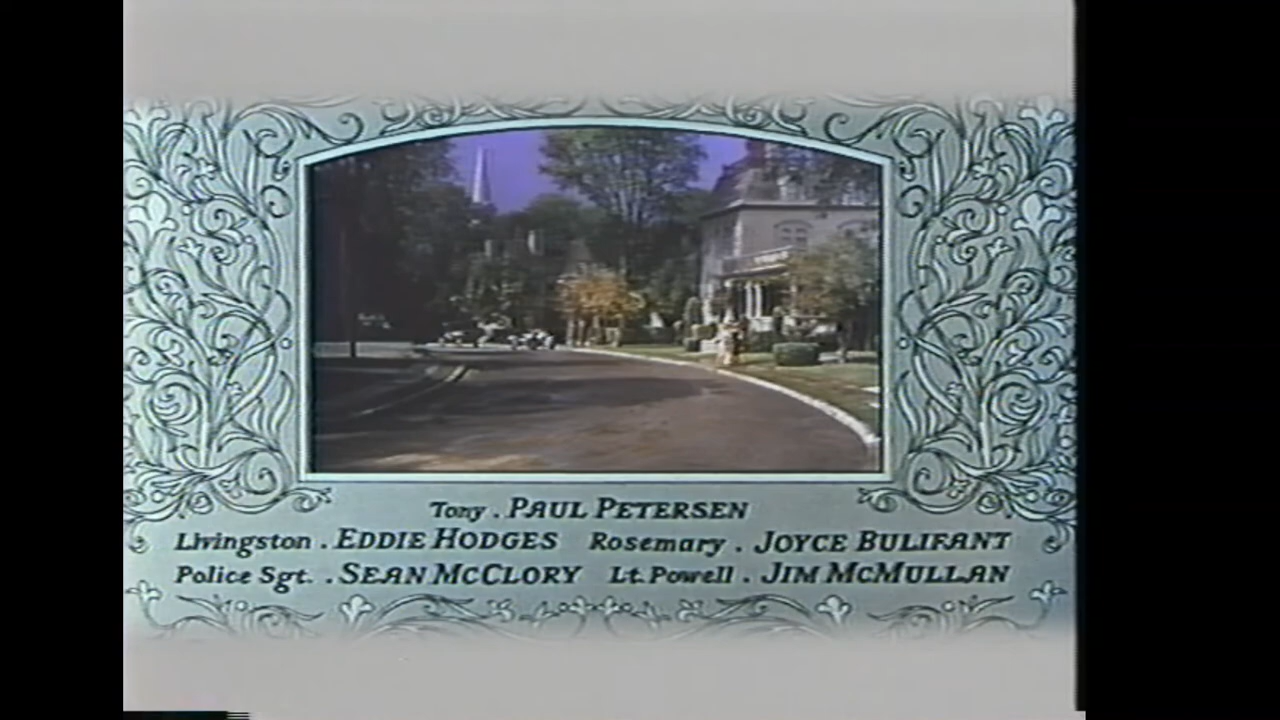 Tony . PAUL PETERSEN
Livingston . EDDIE HODGES Rosemary . JOYCE BULIFANT
Police Sgt. . SEAN McCLORY Lt. Powell . JIM McMULLAN